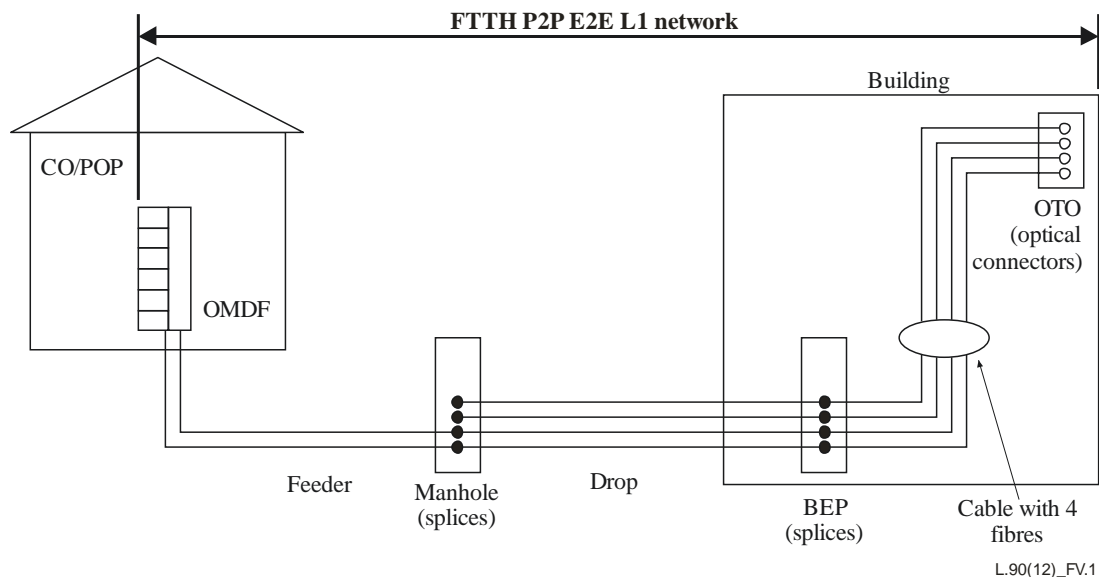 FTTH P2P E2E L1 network
Building
CO/POP
OTO
(optical
connectors)
OMDF
Feeder
Manhole
(splices)
Drop
BEP
(splices)
Cable with 4
fibres
L.90(12)_FV.1